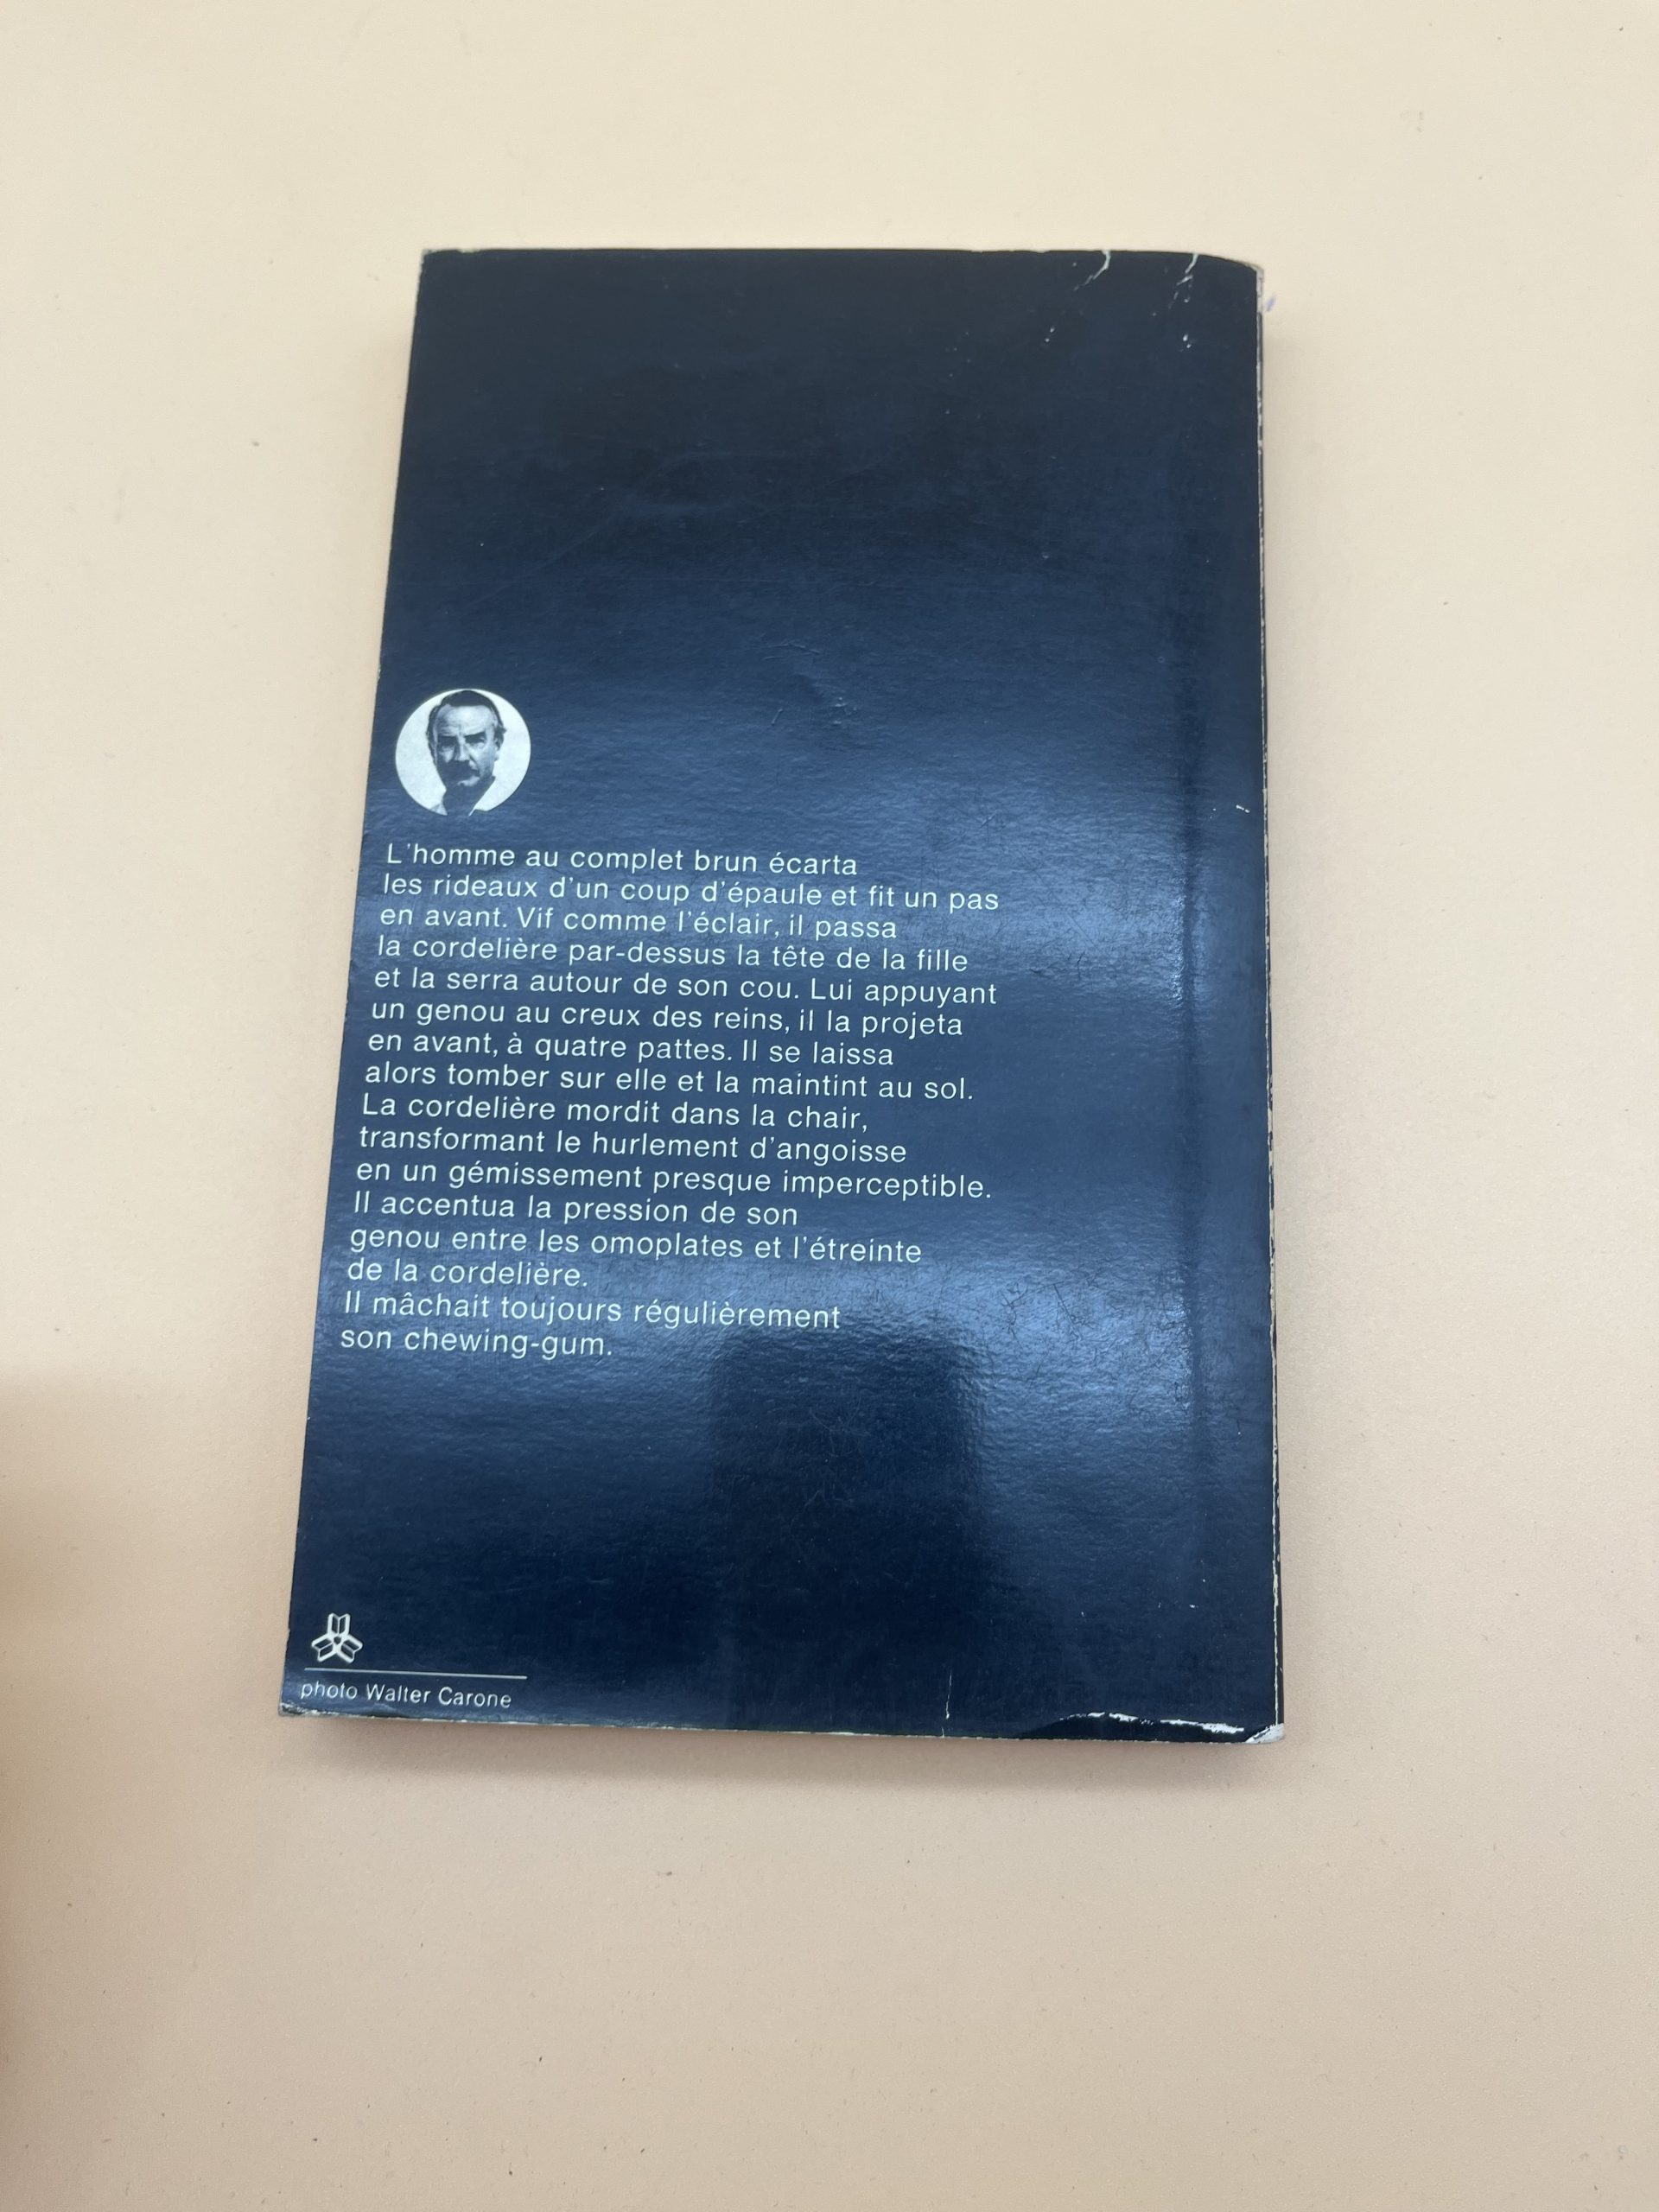 L'homme au complet brun écarta
les rideaux d'un coup d'épaule et fit un pas
en avant. Vif comme l'éclair, il passa
la cordelière par-dessus la tête de la fille
et la serra autour de son cou. Lui appuyant
un genou au creux des reins, il la projeta
en avant, à quatre pattes. Il se laissa
alors tomber sur elle et la maintint au sol.
La cordelière mordit dans la chair,
transformant le hurlement d'angoisse
en un gémissement presque imperceptible.
Il accentua la pression de son
genou entre les omoplates et l'étreinte
de la cordelière.
Il mâchait toujours régulièrement
son chewing-gum.
photo Walter Carone